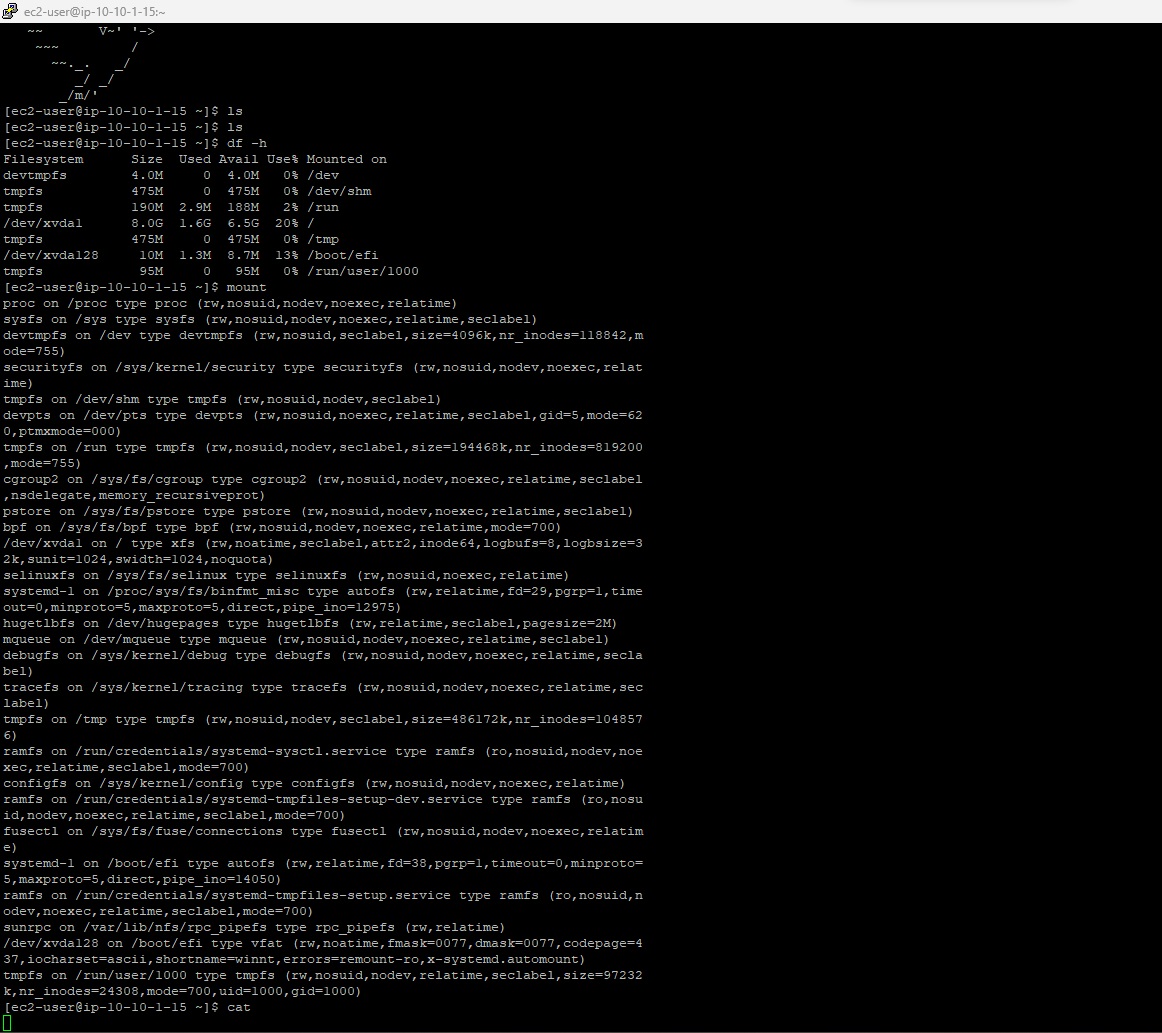 ec2-user@ip-10-10-1-15:~
~~       V~' '->
~~~         /
~~._.   _/
_/ _/
_/m/'
[ec2-user@ip-10-10-1-15 ~]$ ls
[ec2-user@ip-10-10-1-15 ~]$ ls
[ec2-user@ip-10-10-1-15 ~]$ df -h
Filesystem      Size  Used Avail Use% Mounted on
devtmpfs        4.0M     0  4.0M   0% /dev
tmpfs           475M     0  475M   0% /dev/shm
tmpfs           190M  2.9M  188M   2% /run
/dev/xvda1      8.0G  1.6G  6.5G  20% /
tmpfs           475M     0  475M   0% /tmp
/dev/xvda128     10M  1.3M  8.7M  13% /boot/efi
tmpfs            95M     0   95M   0% /run/user/1000
[ec2-user@ip-10-10-1-15 ~]$ mount
proc on /proc type proc (rw,nosuid,nodev,noexec,relatime)
sysfs on /sys type sysfs (rw,nosuid,nodev,noexec,relatime,seclabel)
devtmpfs on /dev type devtmpfs (rw,nosuid,seclabel,size=4096k,nr_inodes=118842,m
ode=755)
securityfs on /sys/kernel/security type securityfs (rw,nosuid,nodev,noexec,relat
ime)
tmpfs on /dev/shm type tmpfs (rw,nosuid,nodev,seclabel)
devpts on /dev/pts type devpts (rw,nosuid,noexec,relatime,seclabel,gid=5,mode=62
0,ptmxmode=000)
tmpfs on /run type tmpfs (rw,nosuid,nodev,seclabel,size=194468k,nr_inodes=819200
,mode=755)
cgroup2 on /sys/fs/cgroup type cgroup2 (rw,nosuid,nodev,noexec,relatime,seclabel
,nsdelegate,memory_recursiveprot)
pstore on /sys/fs/pstore type pstore (rw,nosuid,nodev,noexec,relatime,seclabel)
bpf on /sys/fs/bpf type bpf (rw,nosuid,nodev,noexec,relatime,mode=700)
/dev/xvda1 on / type xfs (rw,noatime,seclabel,attr2,inode64,logbufs=8,logbsize=3
2k,sunit=1024,swidth=1024,noquota)
selinuxfs on /sys/fs/selinux type selinuxfs (rw,nosuid,noexec,relatime)
systemd-1 on /proc/sys/fs/binfmt_misc type autofs (rw,relatime,fd=29,pgrp=1,time
out=0,minproto=5,maxproto=5,direct,pipe_ino=12975)
hugetlbfs on /dev/hugepages type hugetlbfs (rw,relatime,seclabel,pagesize=2M)
mqueue on /dev/mqueue type mqueue (rw,nosuid,nodev,noexec,relatime,seclabel)
debugfs on /sys/kernel/debug type debugfs (rw,nosuid,nodev,noexec,relatime,secla
bel)
tracefs on /sys/kernel/tracing type tracefs (rw,nosuid,nodev,noexec,relatime,sec
label)
tmpfs on /tmp type tmpfs (rw,nosuid,nodev,seclabel,size=486172k,nr_inodes=104857
6)
ramfs on /run/credentials/systemd-sysctl.service type ramfs (ro,nosuid,nodev,noe
xec,relatime,seclabel,mode=700)
configfs on /sys/kernel/config type configfs (rw,nosuid,nodev,noexec,relatime)
ramfs on /run/credentials/systemd-tmpfiles-setup-dev.service type ramfs (ro,nosu
id,nodev,noexec,relatime,seclabel,mode=700)
fusectl on /sys/fs/fuse/connections type fusectl (rw,nosuid,nodev,noexec,relatim
e)
systemd-1 on /boot/efi type autofs (rw,relatime,fd=38,pgrp=1,timeout=0,minproto=
5,maxproto=5,direct,pipe_ino=14050)
ramfs on /run/credentials/systemd-tmpfiles-setup.service type ramfs (ro,nosuid,n
odev,noexec,relatime,seclabel,mode=700)
sunrpc on /var/lib/nfs/rpc_pipefs type rpc_pipefs (rw,relatime)
/dev/xvda128 on /boot/efi type vfat (rw,noatime,fmask=0077,dmask=0077,codepage=4
37,iocharset=ascii,shortname=winnt,errors=remount-ro,x-systemd.automount)
tmpfs on /run/user/1000 type tmpfs (rw,nosuid,nodev,relatime,seclabel,size=97232
k,nr_inodes=24308,mode=700,uid=1000,gid=1000)
[ec2-user@ip-10-10-1-15 ~]$ cat